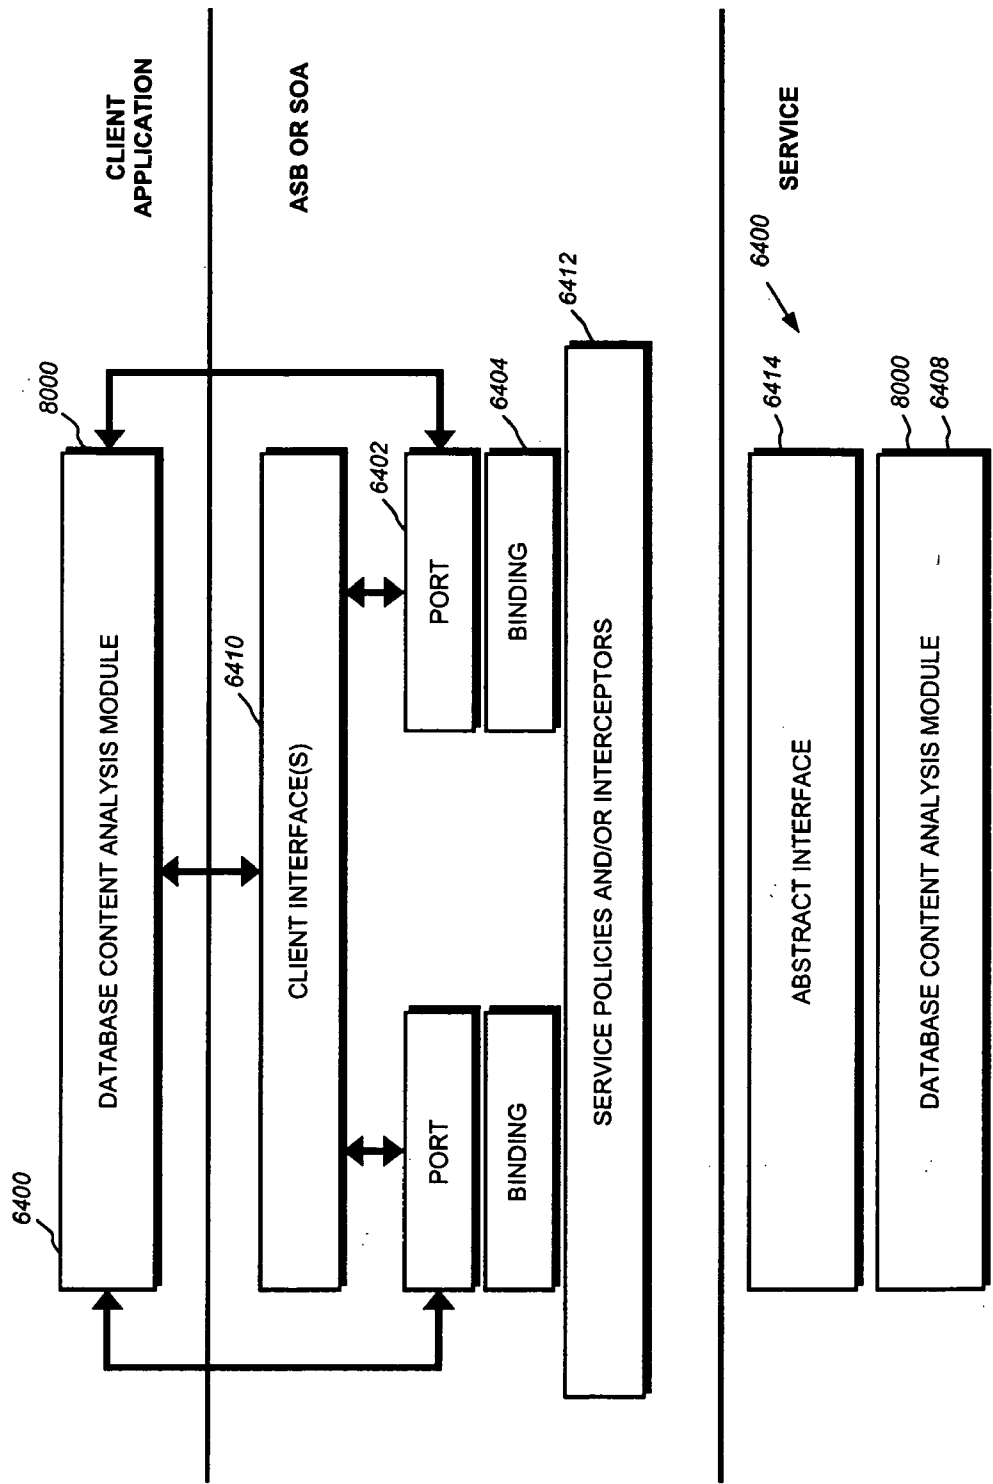 6400
DATABASE CONTENT ANALYSIS MODULE
8000
CLIENT
APPLICATION
6410
CLIENT INTERFACE(S)
ASB OR SOA
6402
PORT
PORT
6404
BINDING
BINDING
6412
SERVICE POLICIES AND/OR INTERCEPTORS
SERVICE
6400
6414
ABSTRACT INTERFACE
8000
6408
DATABASE CONTENT ANALYSIS MODULE